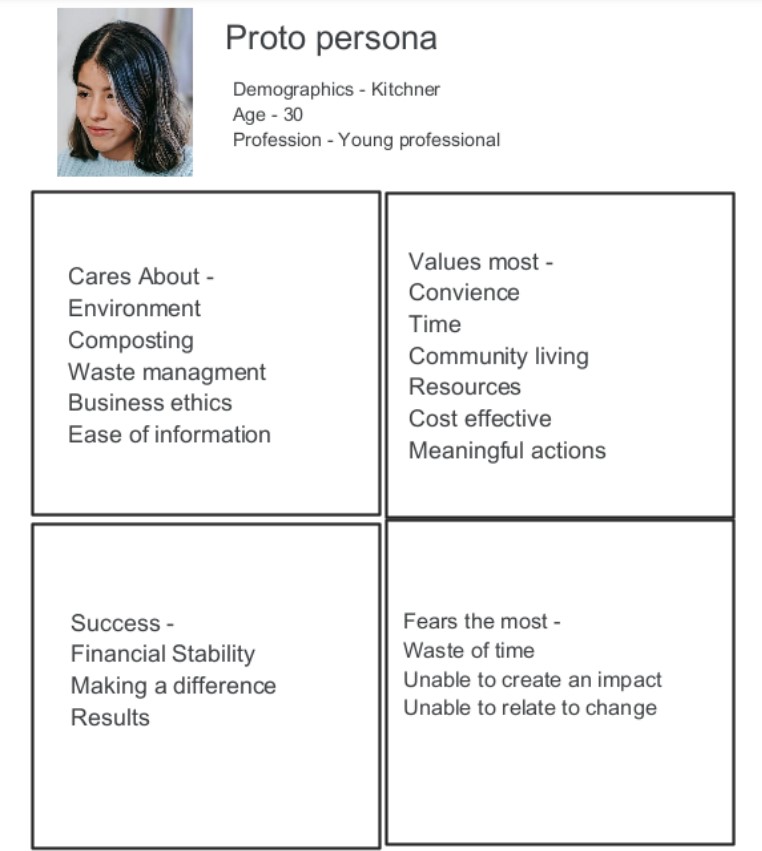 Proto persona
Demographics - Kitchner
Age - 30
Profession - Young professional
Cares About -
Environment
Composting
Waste managment
Business ethics
Ease of information
Values most -
Convience
Time
Community living
Resources
Cost effective
Meaningful actions
Success -
Financial Stability
Making a difference
Results
Fears the most -
Waste of time
Unable to create an impact
Unable to relate to change